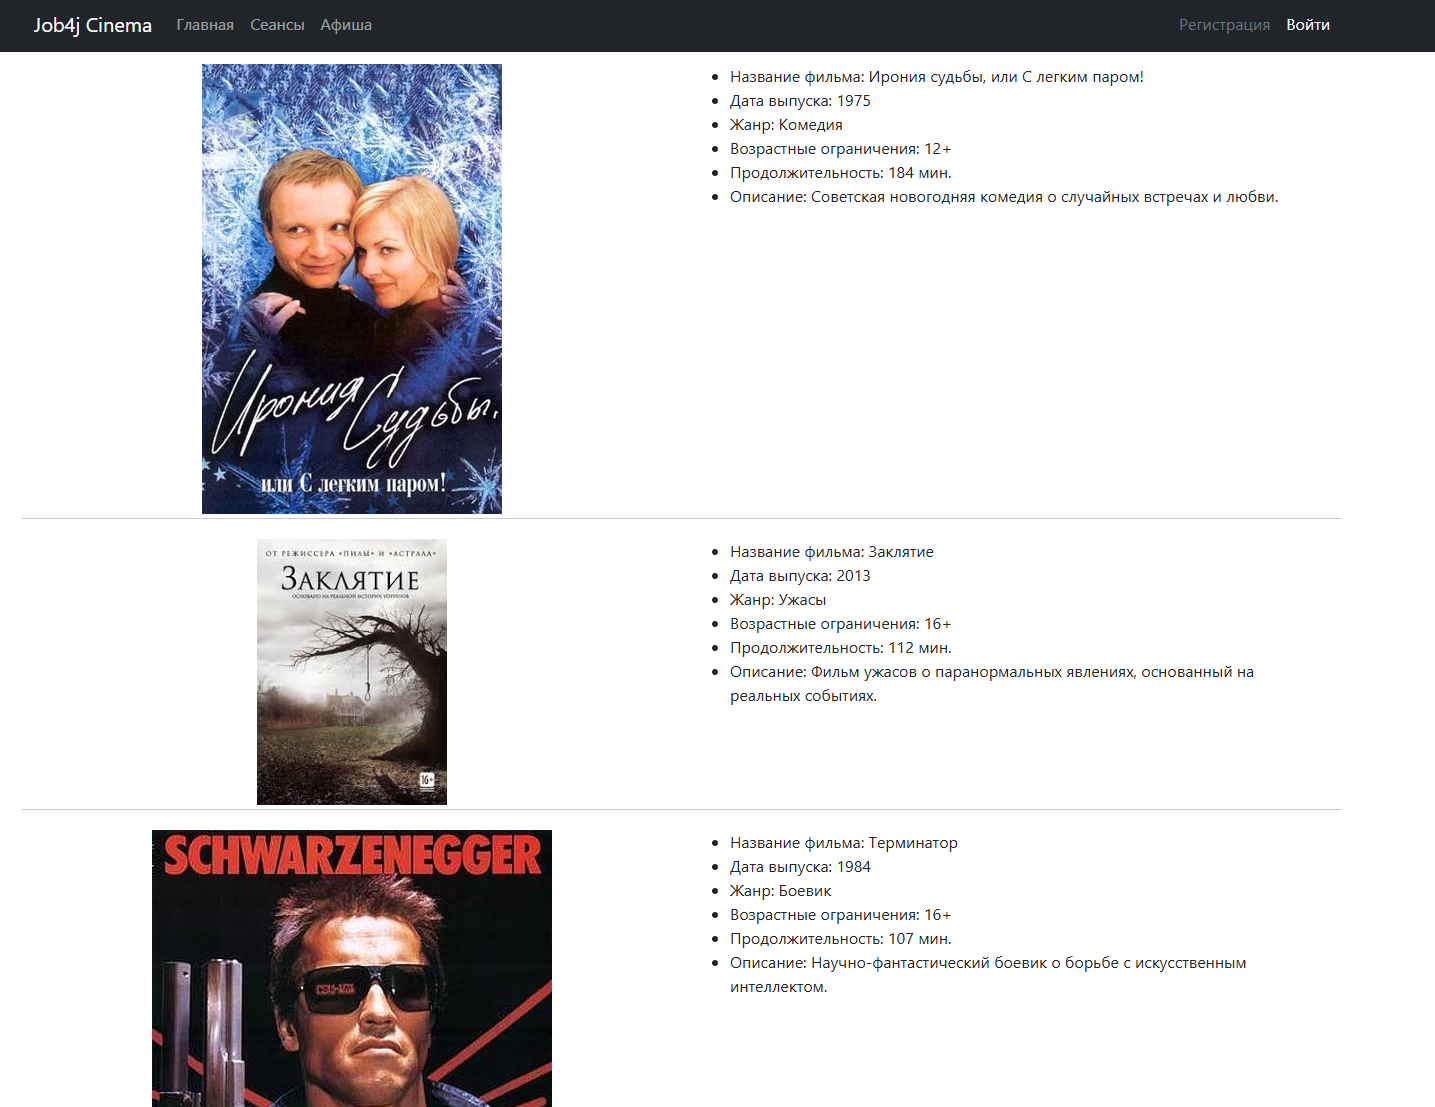 Job4j Cinema Главная Сеансы Афиша Регистрация Войти
Ирония
Судьбы,
или С легким паром!
• Название фильма: Ирония судьбы, или С легким паром!
• Дата выпуска: 1975
• Жанр: Комедия
• Возрастные ограничения: 12+
• Продолжительность: 184 мин.
• Описание: Советская новогодняя комедия о случайных встречах и любви.
ОТ РЕЖИССЕРА «ПИЛЫ» И «АСТРАЛА»
ЗАКЛЯТИЕ
ОСНОВАНО НА РЕАЛЬНОЙ ИСТОРИИ УОРРЕНОВ
16+
• Название фильма: Заклятие
• Дата выпуска: 2013
• Жанр: Ужасы
• Возрастные ограничения: 16+
• Продолжительность: 112 мин.
• Описание: Фильм ужасов о паранормальных явлениях, основанный на
реальных событиях.
SCHWARZENEGGER
• Название фильма: Терминатор
• Дата выпуска: 1984
• Жанр: Боевик
• Возрастные ограничения: 16+
• Продолжительность: 107 мин.
• Описание: Научно-фантастический боевик о борьбе с искусственным
интеллектом.